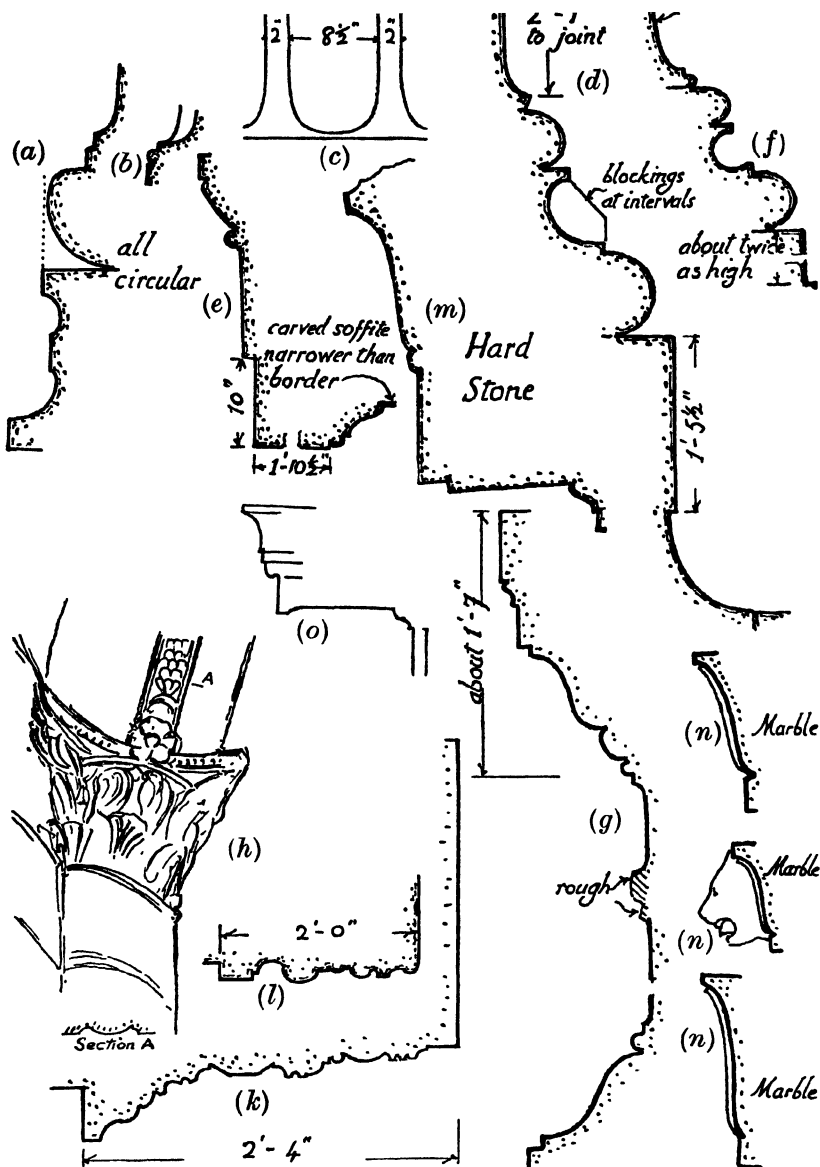 2"
8½"
2"
2'-1"
to joint
(d)
(a)
(b)
(c)
(f)
blockings
at intervals
all
circular
about twice
as high
(e)
(m)
carved soffite
narrower than
border
Hard
Stone
10"
1'-10½"
1'-5½"
(o)
about 1'-7"
A
(n)
Marble
(g)
(h)
rough
Marble
(n)
2'-0"
(l)
(n)
Section A
(k)
Marble
2'-4"